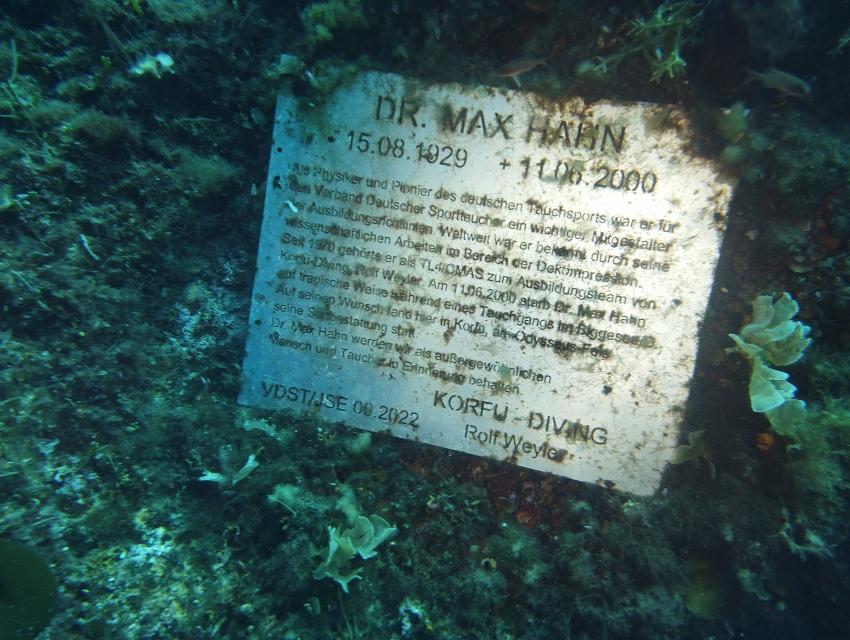 DR. MAX HAHN
* 15.08.1929 + 11.06.2000
Als Physiker und Pionier des deutschen Tauchsports war er für
den Verband Deutscher Sporttaucher ein wichtiger Mitgestalter
der Ausbildungsrichtlinien. Weltweit war er bekannt durch seine
wissenschaftlichen Arbeiten im Bereich der Dekompression.
Seit 1970 gehörte er als TL4/CMAS zum Ausbildungsteam von
Korfu-Diving, Rolf Weyler. Am 11.06.2000 starb Dr. Max Hahn
auf tragische Weise während eines Tauchgangs im
Auf seinen Wunsch fand hier in Korfu, am Odysseus-Fels
seine Seebestattung statt.
Dr. Max Hahn werden wir als außergewöhnlichen
Mensch und Taucher in Erinnerung behalten.
VDST/JSE 09.2022 KORFU - DIVING
Rolf Weyler